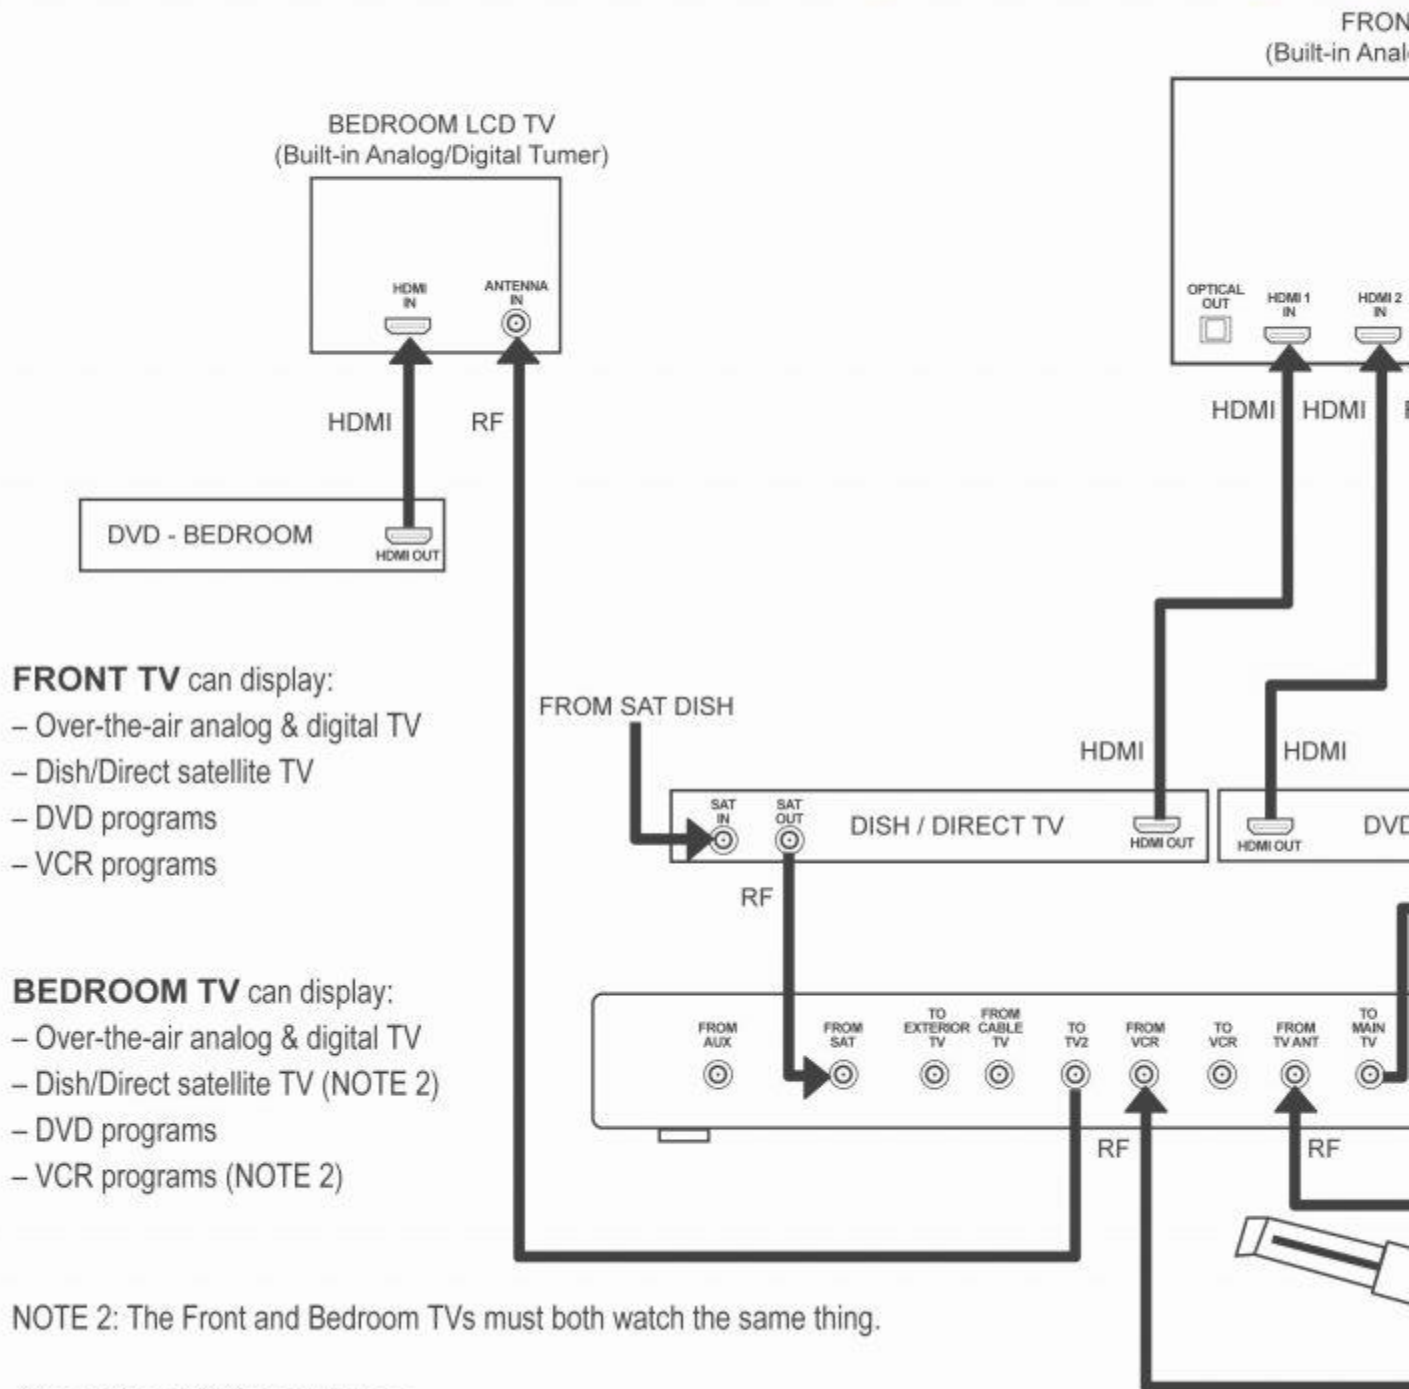 FRON
(Built-in Anal
BEDROOM LCD TV
(Built-in Analog/Digital Tumer)
HDMI
IN
ANTENNA
IN
OPTICAL
OUT
HDMI 1
IN
HDMI 2
IN
HDMI
RF
HDMI
HDMI
DVD - BEDROOM
HDMI OUT
FRONT TV can display:
– Over-the-air analog & digital TV
– Dish/Direct satellite TV
– DVD programs
– VCR programs
FROM SAT DISH
HDMI
HDMI
SAT
IN
SAT
OUT
DISH / DIRECT TV
HDMI OUT
HDMI OUT
DVD
RF
BEDROOM TV can display:
– Over-the-air analog & digital TV
– Dish/Direct satellite TV (NOTE 2)
– DVD programs
– VCR programs (NOTE 2)
FROM
AUX
FROM
SAT
TO
EXTERIOR
TV
FROM
CABLE
TV
TO
TV2
FROM
VCR
TO
VCR
FROM
TV ANT
TO
MAIN
TV
RF
RF
NOTE 2: The Front and Bedroom TVs must both watch the same thing.